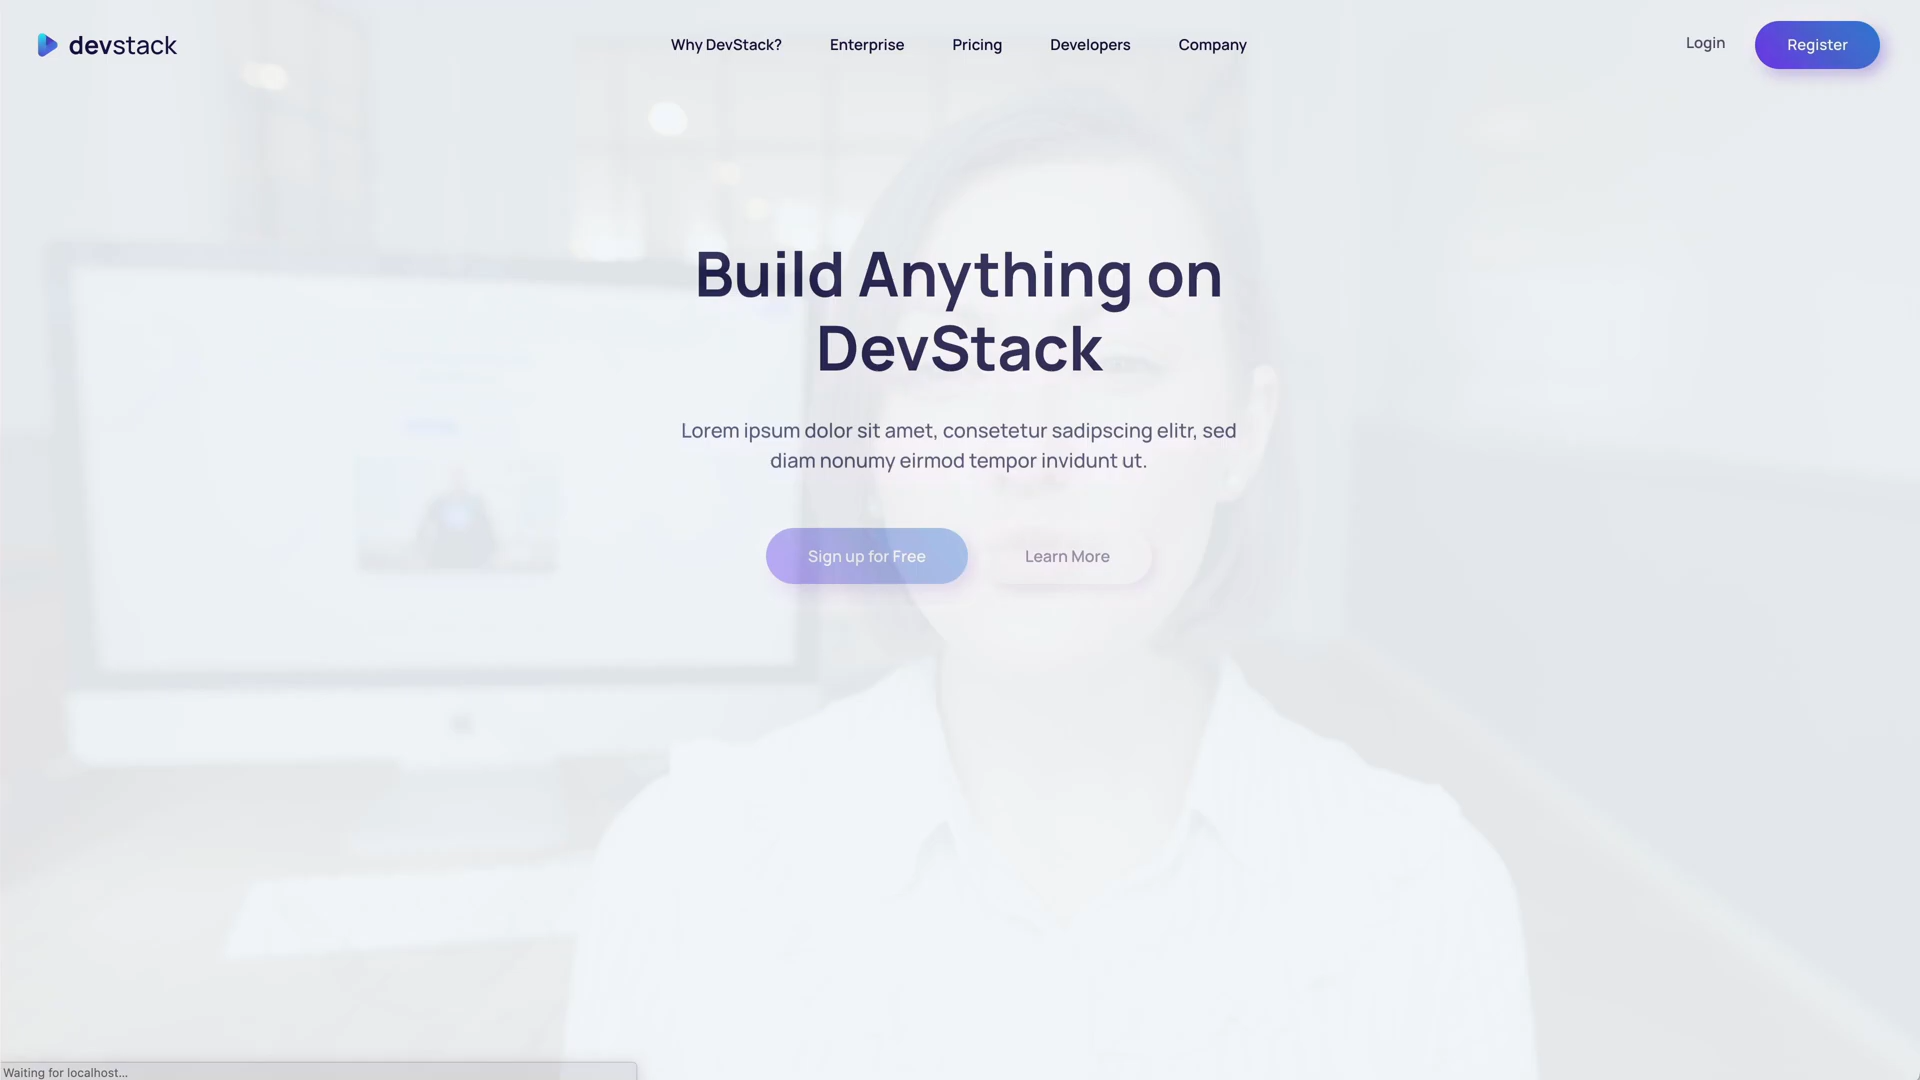 devstack
Why DevStack?
Enterprise
Pricing
Developers
Company
Login
Register
Build Anything on
DevStack
Lorem ipsum dolor sit amet, consetetur sadipscing elitr, sed
diam nonumy eirmod tempor invidunt ut.
Sign up for Free
Learn More
Waiting for localhost...